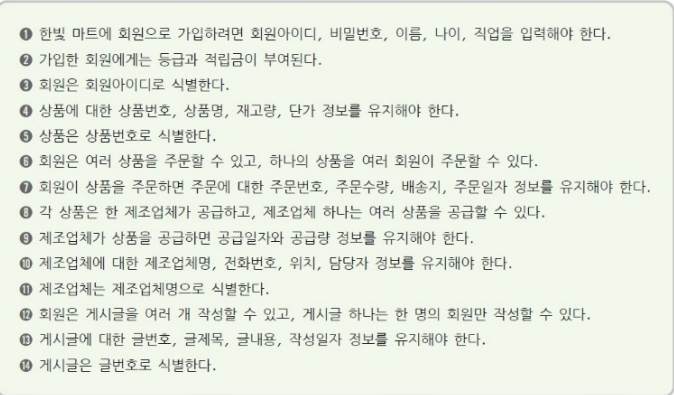 ❶ 한빛 마트에 회원으로 가입하려면 회원아이디, 비밀번호, 이름, 나이, 직업을 입력해야 한다.
❷ 가입한 회원에게는 등급과 적립금이 부여된다.
❸ 회원은 회원아이디로 식별한다.
❹ 상품에 대한 상품번호, 상품명, 재고량, 단가 정보를 유지해야 한다.
❺ 상품은 상품번호로 식별한다.
❻ 회원은 여러 상품을 주문할 수 있고, 하나의 상품을 여러 회원이 주문할 수 있다.
❼ 회원이 상품을 주문하면 주문에 대한 주문번호, 주문수량, 배송지, 주문일자 정보를 유지해야 한다.
❽ 각 상품은 한 제조업체가 공급하고, 제조업체 하나는 여러 상품을 공급할 수 있다.
❾ 제조업체가 상품을 공급하면 공급일자와 공급량 정보를 유지해야 한다.
❿ 제조업체에 대한 제조업체명, 전화번호, 위치, 담당자 정보를 유지해야 한다.
⓫ 제조업체는 제조업체명으로 식별한다.
⓬ 회원은 게시글을 여러 개 작성할 수 있고, 게시글 하나는 한 명의 회원만 작성할 수 있다.
⓭ 게시글에 대한 글번호, 글제목, 글내용, 작성일자 정보를 유지해야 한다.
⓮ 게시글은 글번호로 식별한다.